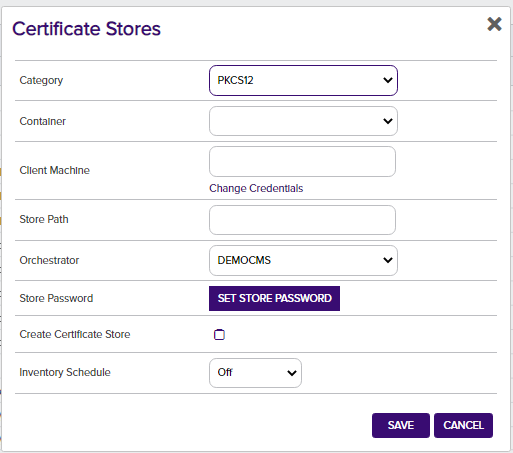 Certificate Stores
Category
PKCS12
Container
Client Machine
Change Credentials
Store Path
Orchestrator
DEMOCMS
Store Password
SET STORE PASSWORD
Create Certificate Store
Inventory Schedule
Off
SAVE
CANCEL